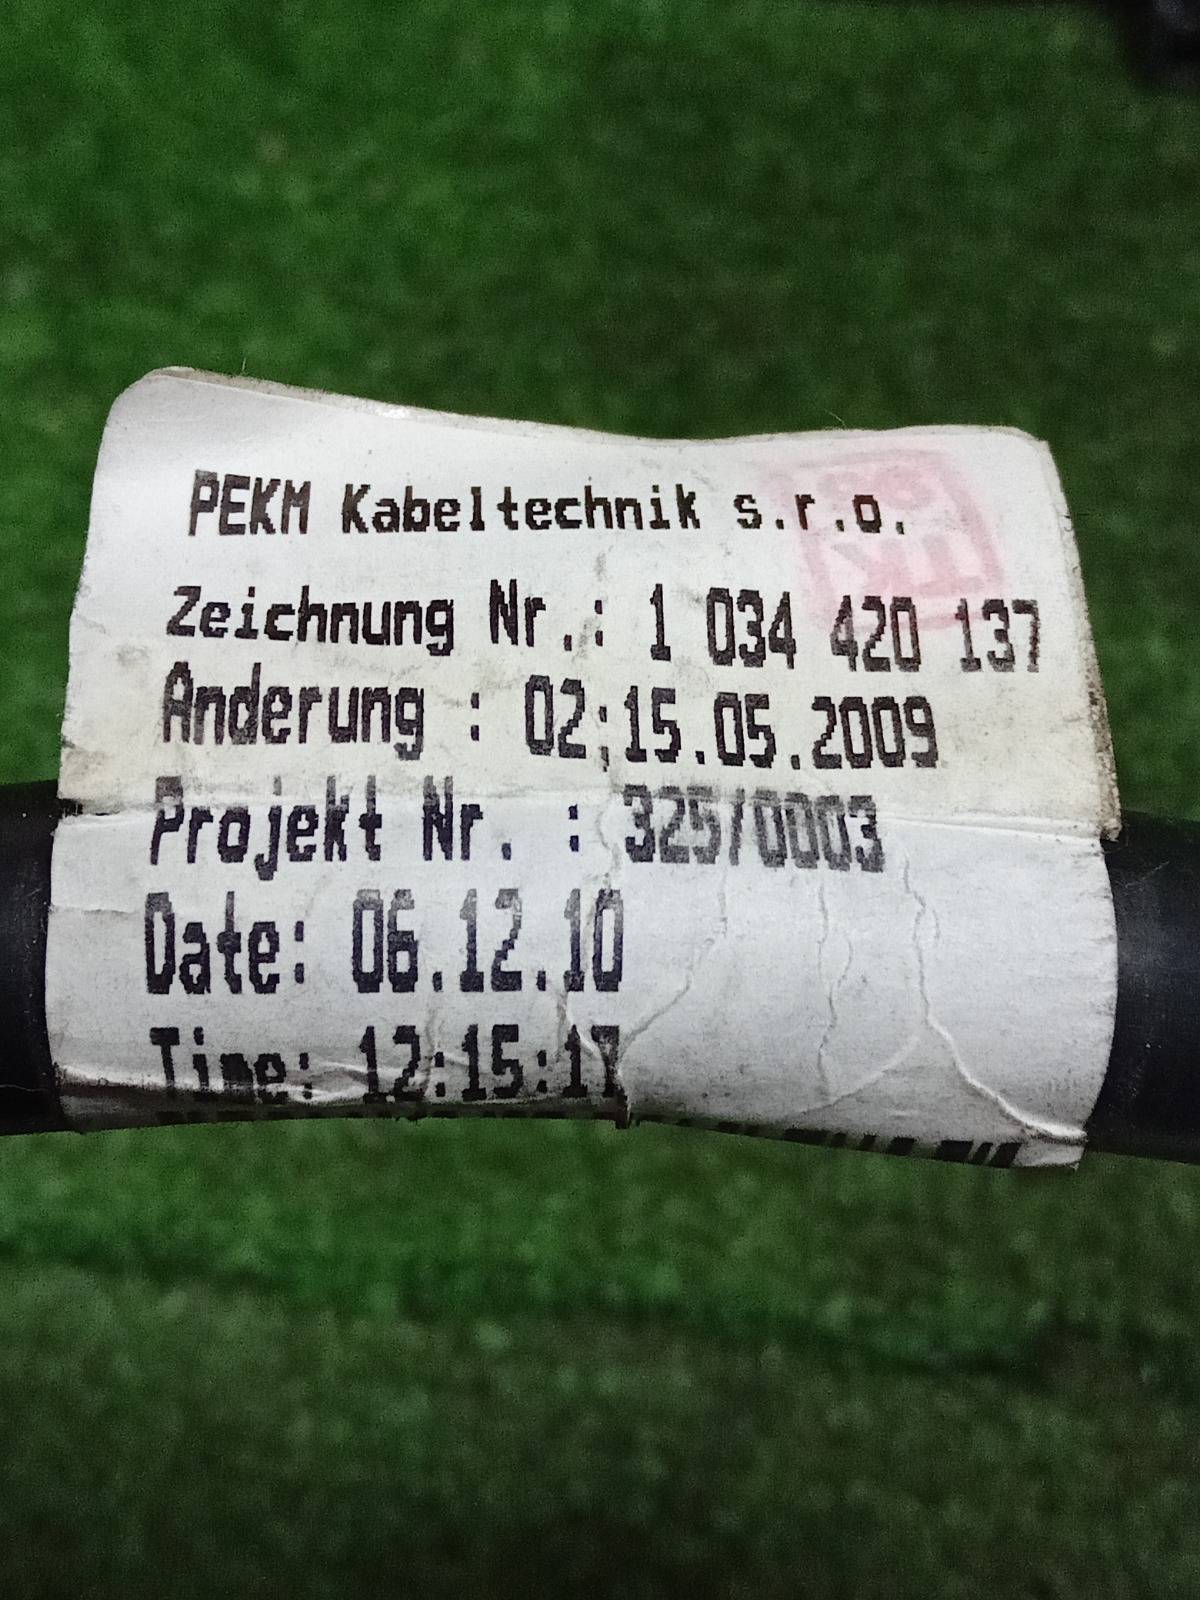 PEKM Kabeltechnik s.r.o.
Zeichnung Nr.: 1 034 420 137
Anderung : 02;15.05.2009
Projekt Nr. : 325/0003
Date: 06.12.10
Time: 12:15:17